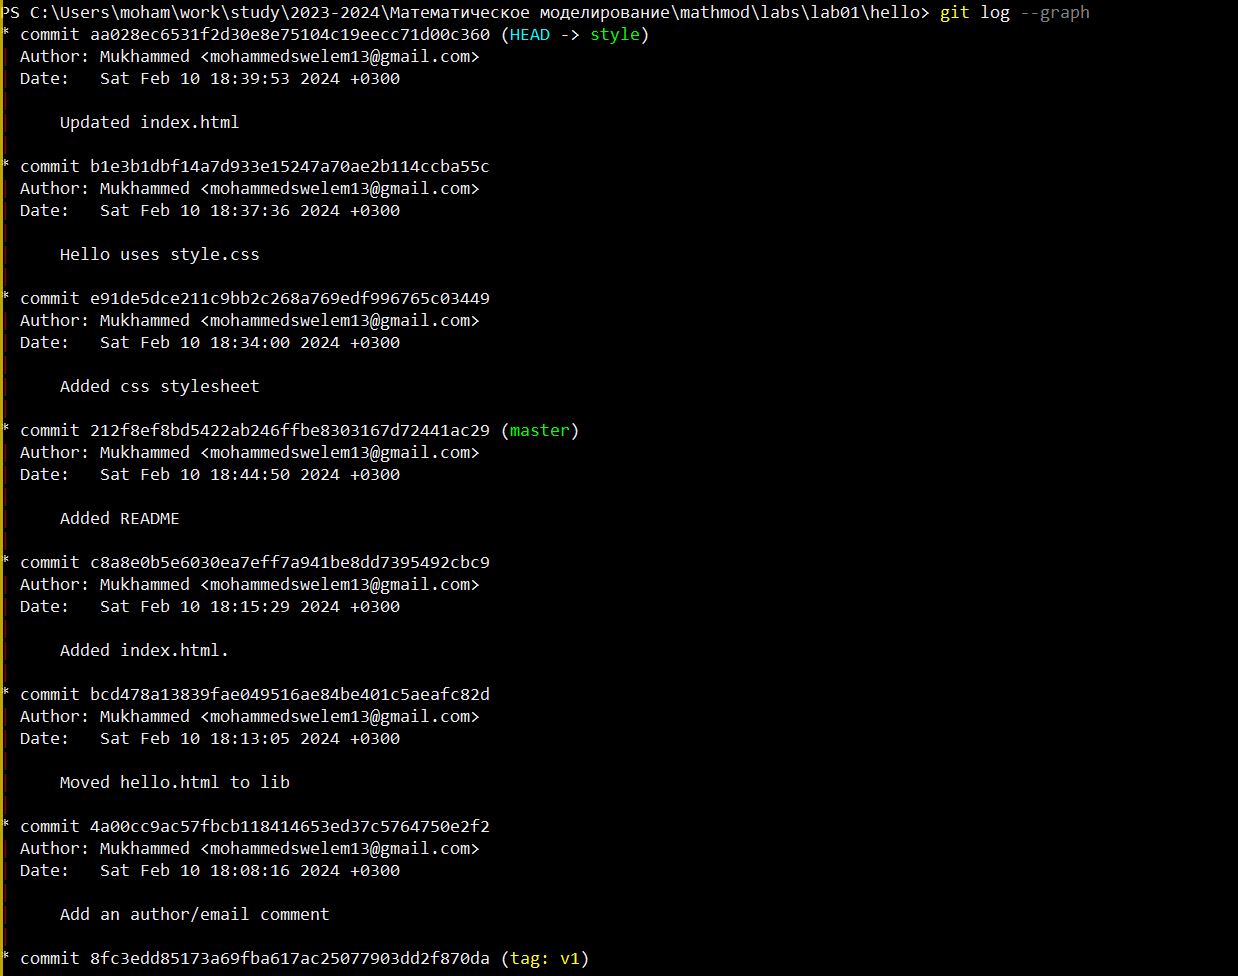 PS C:\Users\moham\work\study\2023-2024\Математическое моделирование\mathmod\labs\lab01\hello> git log --graph
* commit aa028ec6531f2d30e8e75104c19eecc71d00c360 (HEAD -> style)
| Author: Mukhammed <mohammedswelem13@gmail.com>
| Date:   Sat Feb 10 18:39:53 2024 +0300
|
|     Updated index.html
|
* commit b1e3b1dbf14a7d933e15247a70ae2b114ccba55c
| Author: Mukhammed <mohammedswelem13@gmail.com>
| Date:   Sat Feb 10 18:37:36 2024 +0300
|
|     Hello uses style.css
|
* commit e91de5dce211c9bb2c268a769edf996765c03449
| Author: Mukhammed <mohammedswelem13@gmail.com>
| Date:   Sat Feb 10 18:34:00 2024 +0300
|
|     Added css stylesheet
|
* commit 212f8ef8bd5422ab246ffbe8303167d72441ac29 (master)
| Author: Mukhammed <mohammedswelem13@gmail.com>
| Date:   Sat Feb 10 18:44:50 2024 +0300
|
|     Added README
|
* commit c8a8e0b5e6030ea7eff7a941be8dd7395492cbc9
| Author: Mukhammed <mohammedswelem13@gmail.com>
| Date:   Sat Feb 10 18:15:29 2024 +0300
|
|     Added index.html.
|
* commit bcd478a13839fae049516ae84be401c5aeafc82d
| Author: Mukhammed <mohammedswelem13@gmail.com>
| Date:   Sat Feb 10 18:13:05 2024 +0300
|
|     Moved hello.html to lib
|
* commit 4a00cc9ac57fbcb118414653ed37c5764750e2f2
| Author: Mukhammed <mohammedswelem13@gmail.com>
| Date:   Sat Feb 10 18:08:16 2024 +0300
|
|     Add an author/email comment
|
* commit 8fc3edd85173a69fba617ac25077903dd2f870da (tag: v1)